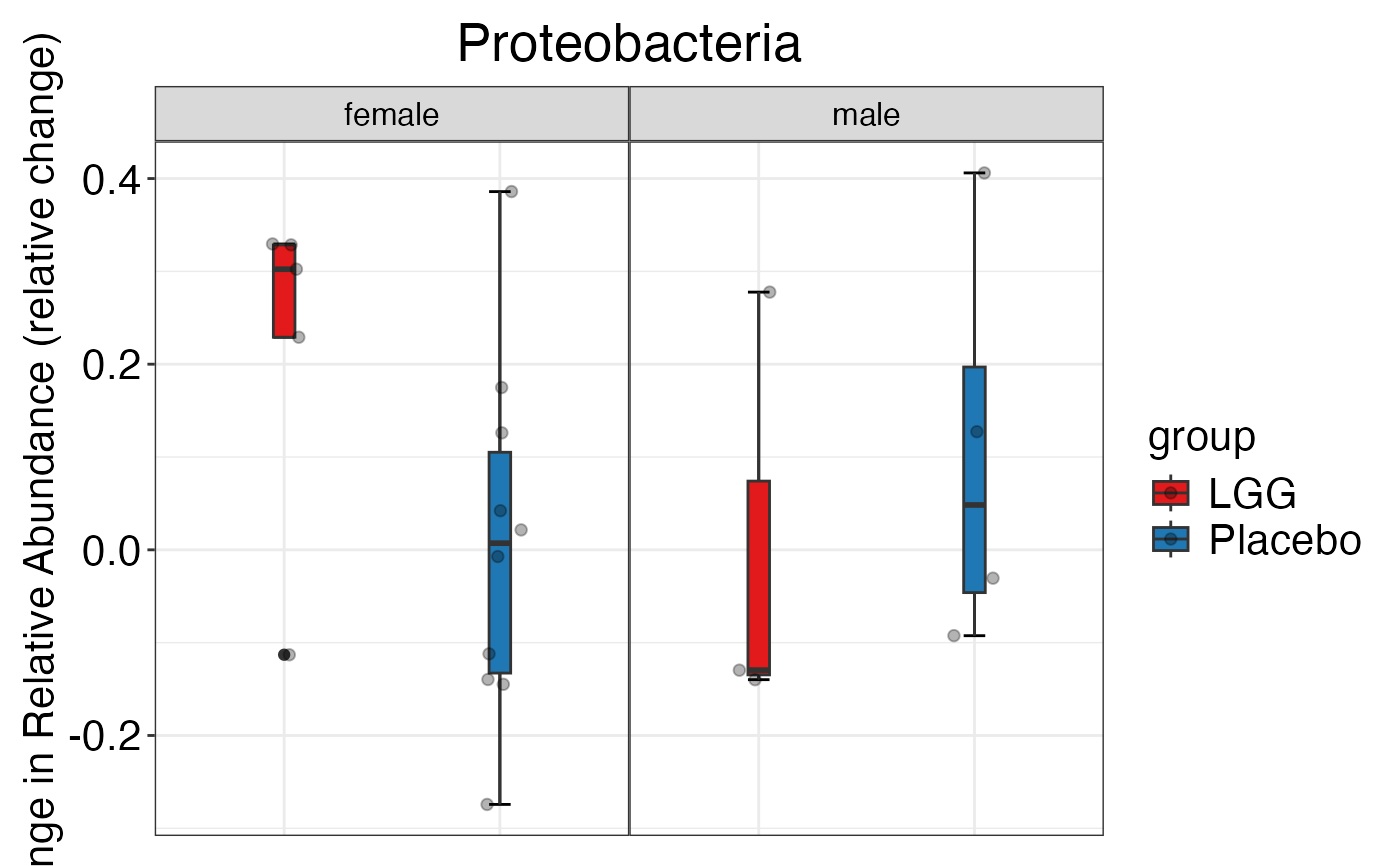 Proteobacteria
female
male
nge in Relative Abundance (relative change)
0.4
0.2
0.0
-0.2
group
LGG
Placebo